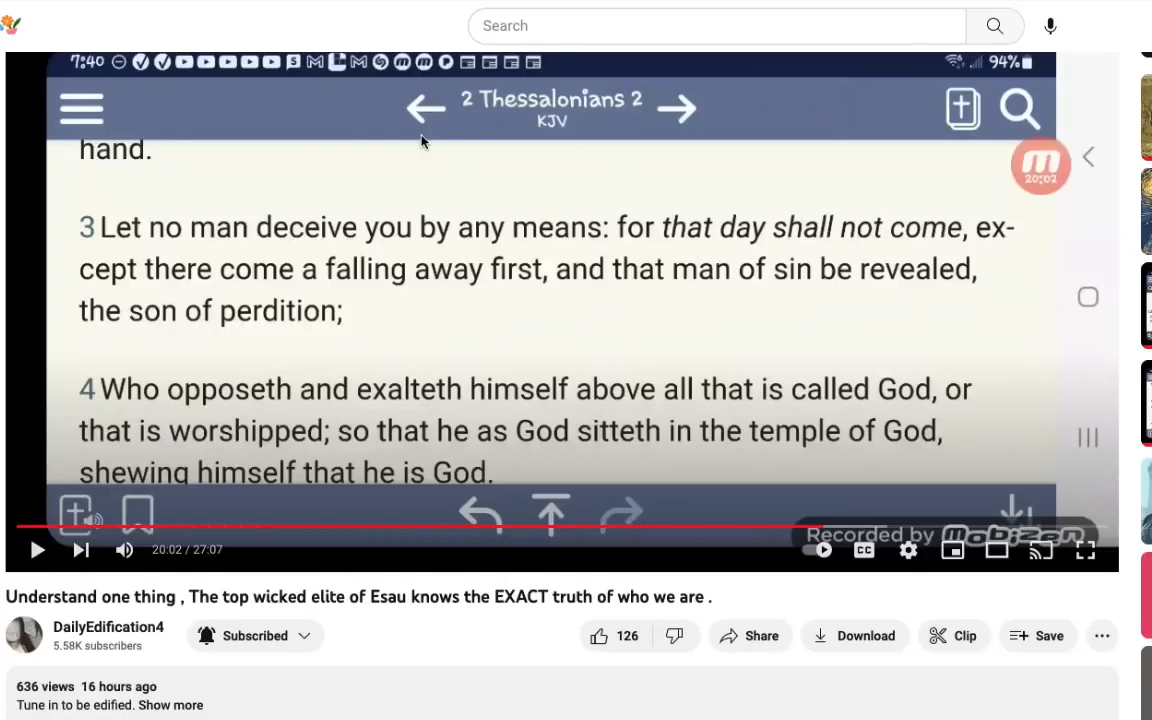 Search
7:40 94%
2 Thessalonians 2
KJV
hand.
20:02
3 Let no man deceive you by any means: for that day shall not come, ex-
cept there come a falling away first, and that man of sin be revealed,
the son of perdition;
4 Who opposeth and exalteth himself above all that is called God, or
that is worshipped; so that he as God sitteth in the temple of God,
shewing himself that he is God.
Recorded by Mobizen
20:02 / 27:07
CC
Understand one thing , The top wicked elite of Esau knows the EXACT truth of who we are .
DailyEdification4
5.58K subscribers
Subscribed
126
Share
Download
Clip
Save
636 views 16 hours ago
Tune in to be edified. Show more